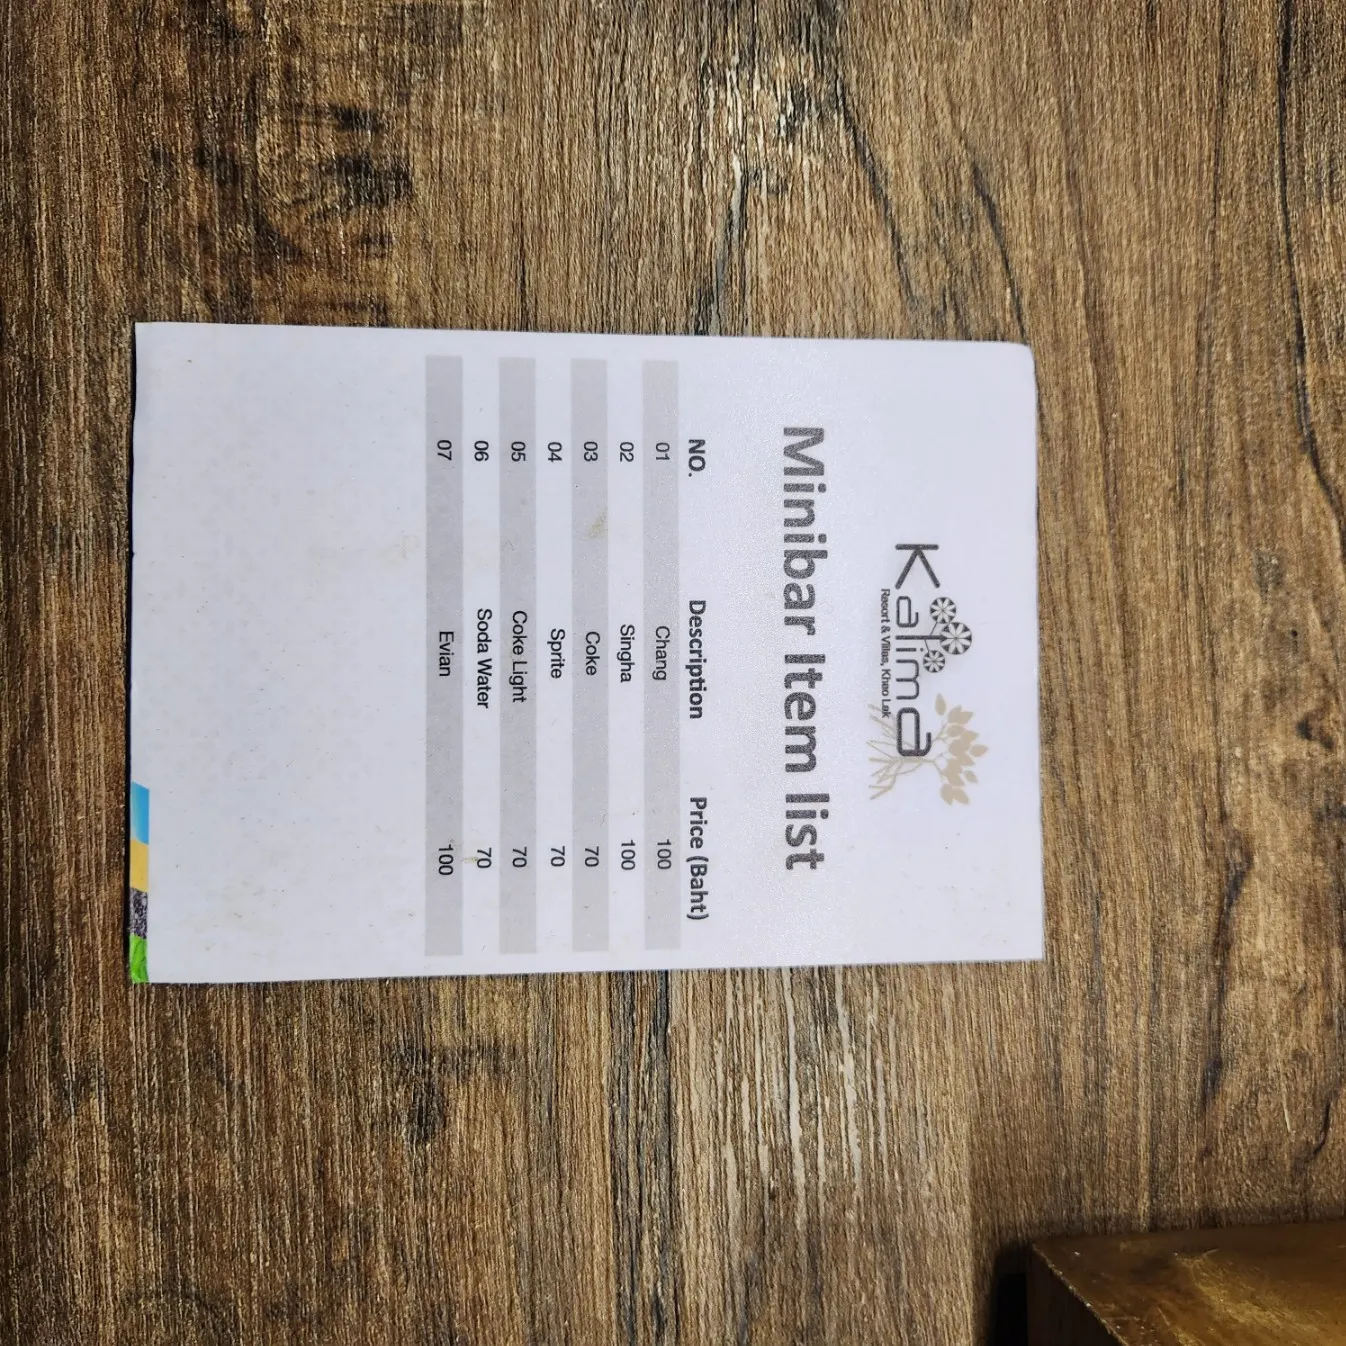 Kalima
Resort & Villas, Khao Lak
Minibar Item list
NO. Description Price (Baht)
01 Chang 100
02 Singha 100
03 Coke 70
04 Sprite 70
05 Coke Light 70
06 Soda Water 70
07 Evian 100